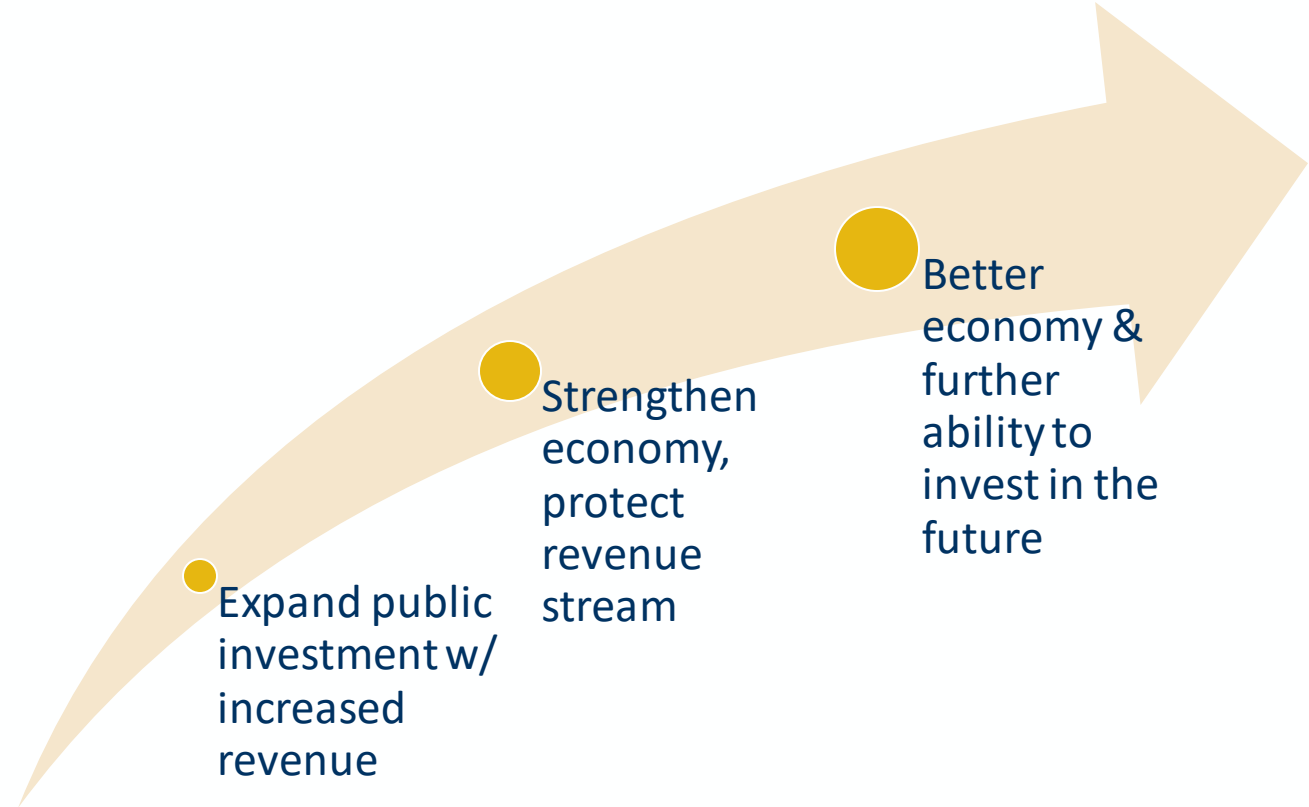 Expand public
investment w/
increased
revenue
Strengthen
economy,
protect
revenue
stream
Better
economy &
further
ability to
invest in the
future